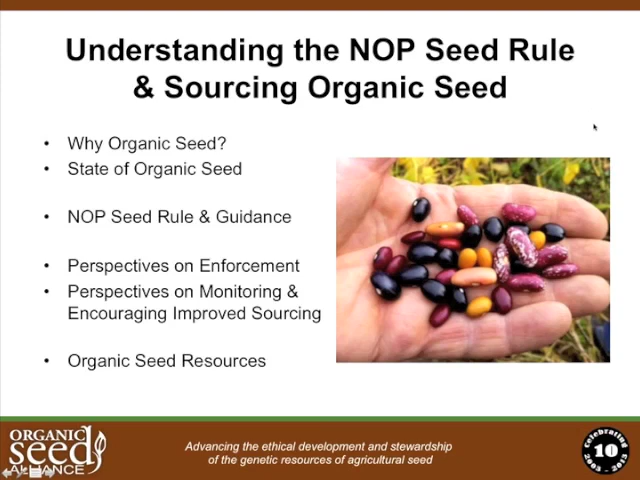 Understanding the NOP Seed Rule
& Sourcing Organic Seed
• Why Organic Seed?
• State of Organic Seed
• NOP Seed Rule & Guidance
• Perspectives on Enforcement
• Perspectives on Monitoring &
Encouraging Improved Sourcing
• Organic Seed Resources
ORGANIC
seed
ALLIANCE
Advancing the ethical development and stewardship
of the genetic resources of agricultural seed
Celebrating
10
2003 - 2013